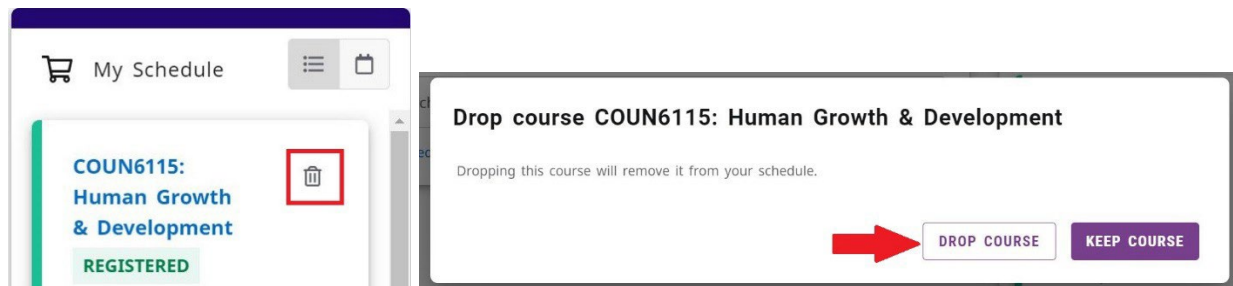 My Schedule
COUN6115:
Human Growth
& Development
REGISTERED
Drop course COUN6115: Human Growth & Development
Dropping this course will remove it from your schedule.
DROP COURSE
KEEP COURSE